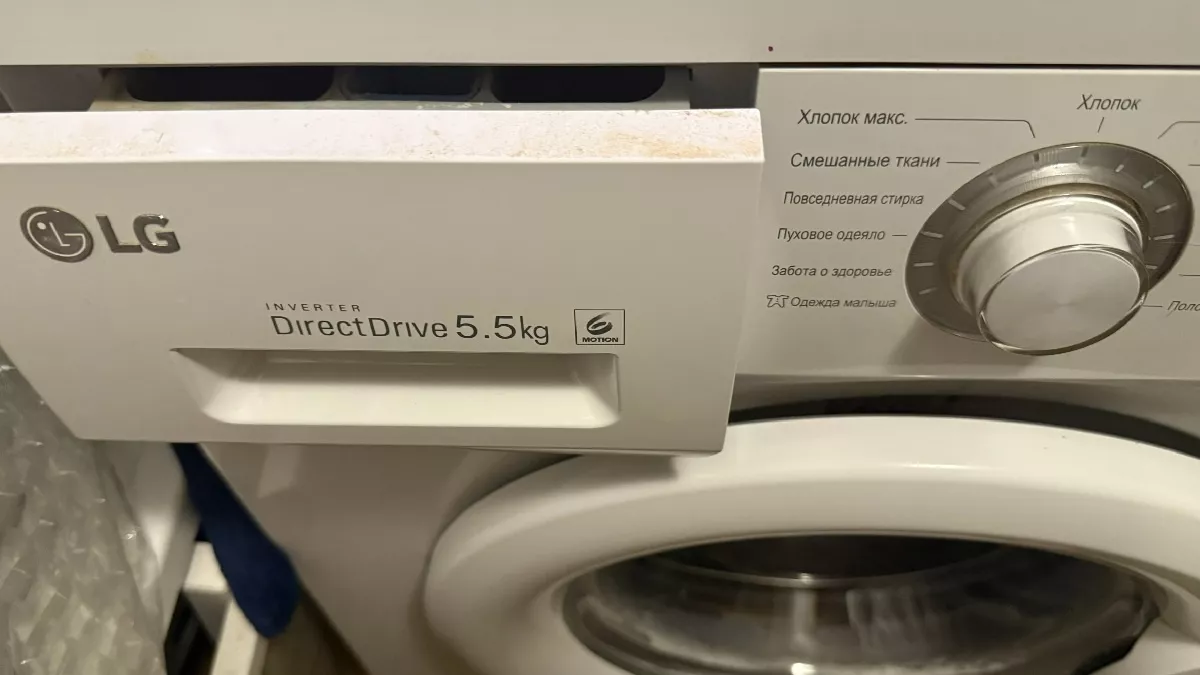 LG
INVERTER
DirectDrive 5.5kg
6 MOTION
Хлопок
Хлопок макс.
Смешанные ткани
Повседневная стирка
Пуховое одеяло
Забота о здоровье
Одежда малыша